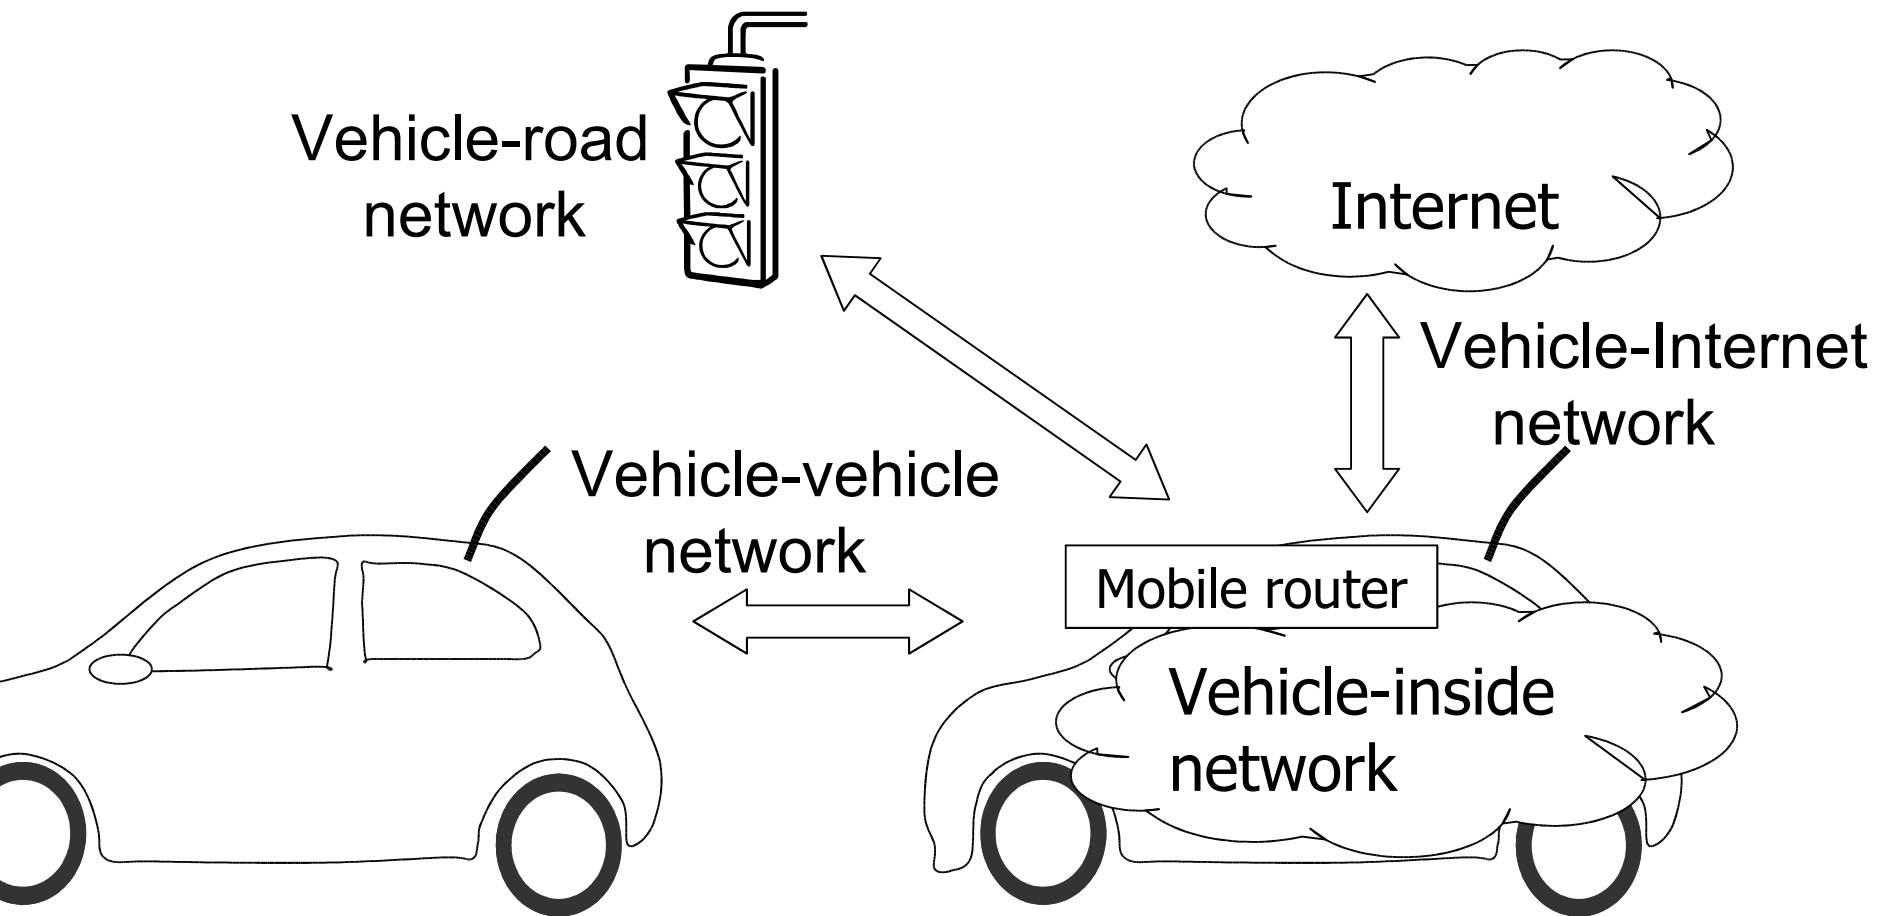 Vehicle-road
network
Internet
Vehicle-Internet
network
Vehicle-vehicle
network
Mobile router
Vehicle-inside
network